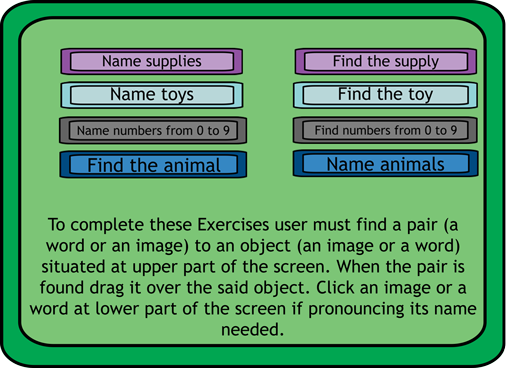 Name supplies
Find the supply
Name toys
Find the toy
Name numbers from 0 to 9
Find numbers from 0 to 9
Find the animal
Name animals
To complete these Exercises user must find a pair (a
word or an image) to an object (an image or a word)
situated at upper part of the screen. When the pair is
found drag it over the said object. Click an image or a
word at lower part of the screen if pronouncing its name
needed.